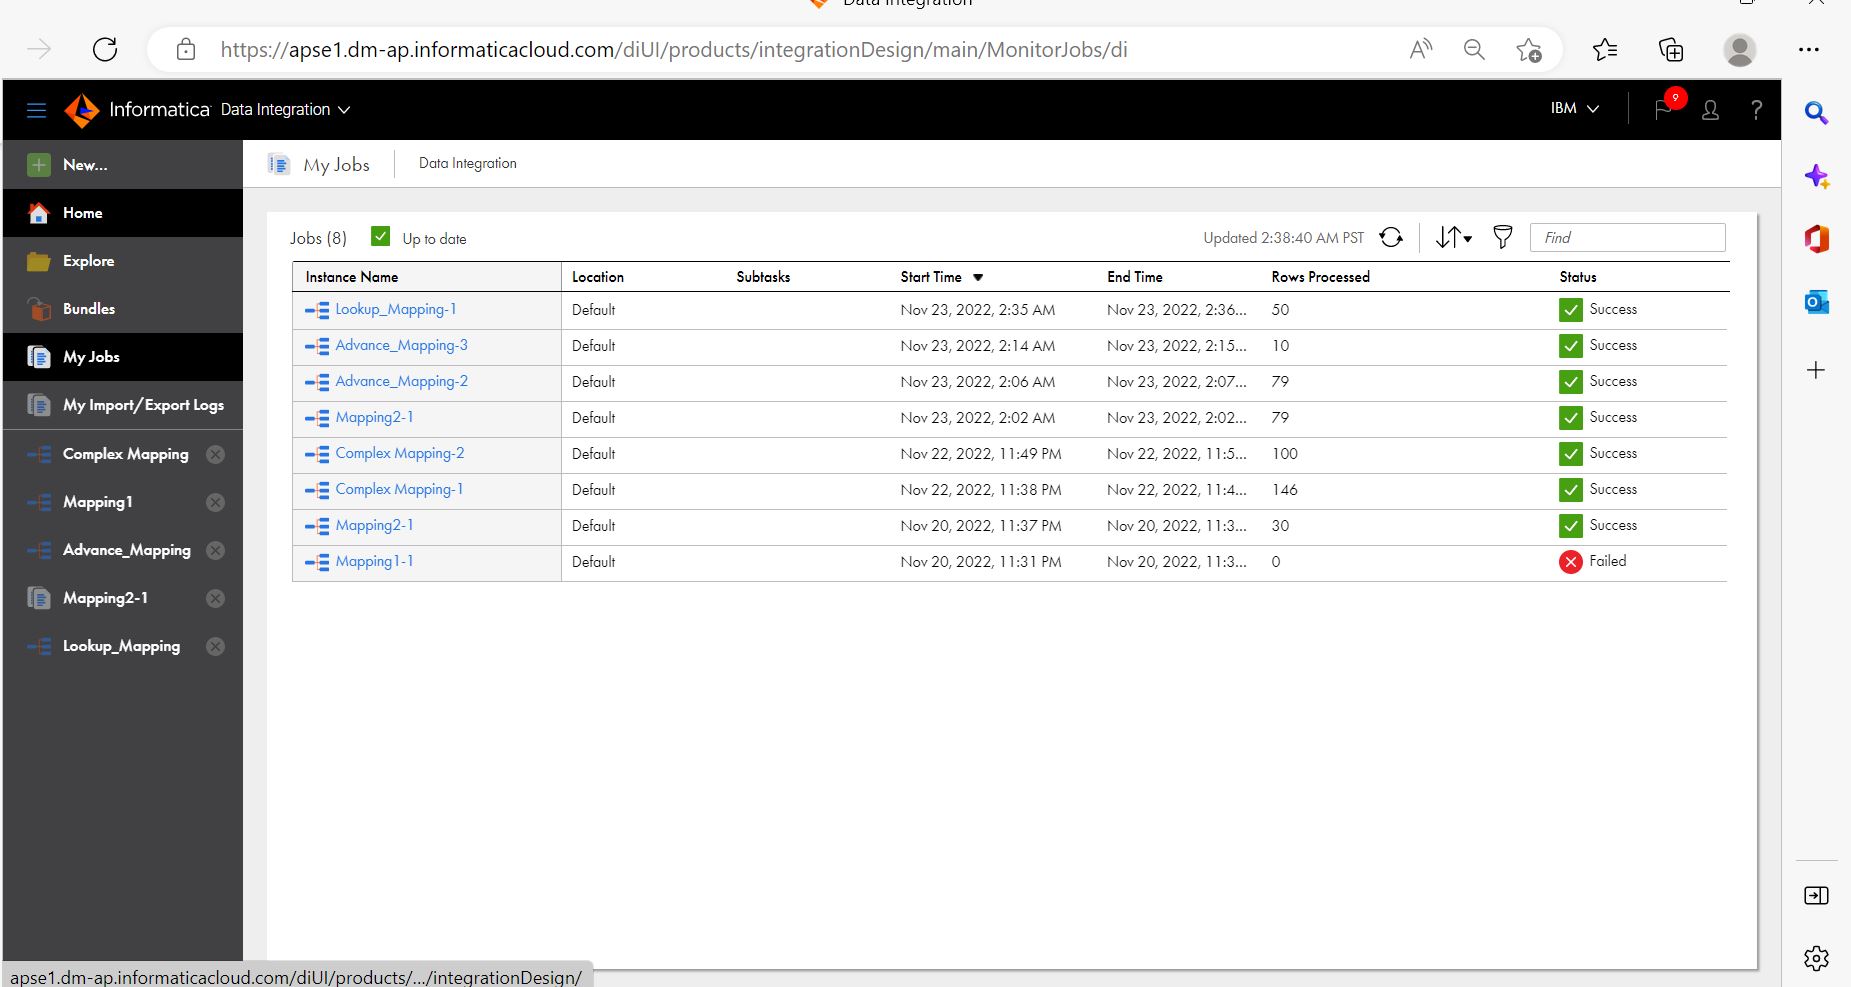 Data Integration
https://apse1.dm-ap.informaticacloud.com/diUI/products/integrationDesign/main/MonitorJobs/di
Informatica Data Integration
IBM
9
?
New...
Home
Explore
Bundles
My Jobs
My Import/Export Logs
Complex Mapping
Mapping1
Advance_Mapping
Mapping2-1
Lookup_Mapping
My Jobs
Data Integration
Jobs (8) Up to date
Updated 2:38:40 AM PST
Find
Instance Name Location Subtasks Start Time End Time Rows Processed Status
Lookup_Mapping-1 Default Nov 23, 2022, 2:35 AM Nov 23, 2022, 2:36... 50 Success
Advance_Mapping-3 Default Nov 23, 2022, 2:14 AM Nov 23, 2022, 2:15... 10 Success
Advance_Mapping-2 Default Nov 23, 2022, 2:06 AM Nov 23, 2022, 2:07... 79 Success
Mapping2-1 Default Nov 23, 2022, 2:02 AM Nov 23, 2022, 2:02... 79 Success
Complex Mapping-2 Default Nov 22, 2022, 11:49 PM Nov 22, 2022, 11:5... 100 Success
Complex Mapping-1 Default Nov 22, 2022, 11:38 PM Nov 22, 2022, 11:4... 146 Success
Mapping2-1 Default Nov 20, 2022, 11:37 PM Nov 20, 2022, 11:3... 30 Success
Mapping1-1 Default Nov 20, 2022, 11:31 PM Nov 20, 2022, 11:3... 0 Failed
apse1.dm-ap.informaticacloud.com/diUI/products/.../integrationDesign/